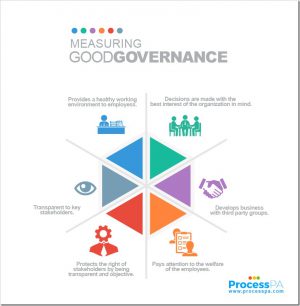 MEASURING
GOODGOVERNANCE
Provides a healthy working
environment to employees.
Decisions are made with the
best interest of the organization in mind.
Transparent to key
stakeholders.
Develops business
with third party groups.
Protects the right of
stakeholders by being
transparent and objective.
Pays attention to the welfare
of the employees.
ProcessPA
www.processpa.com